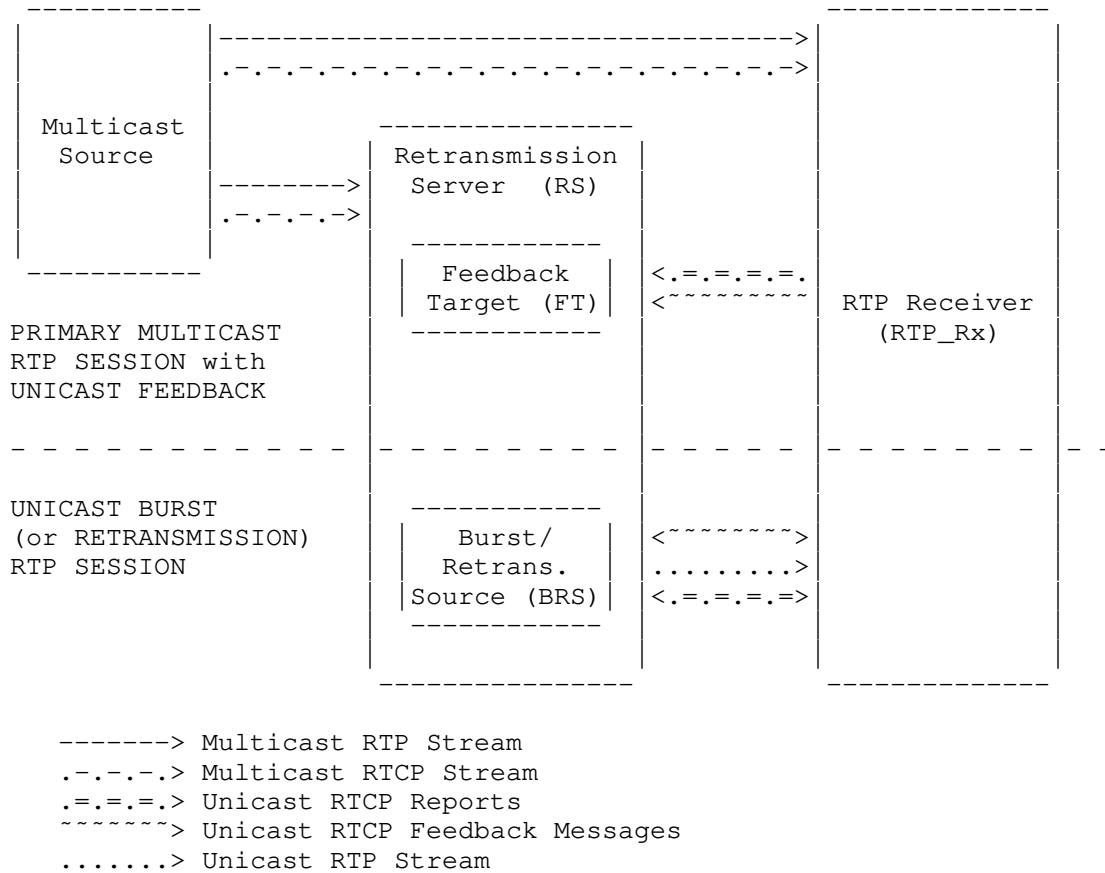 Multicast
Source
Retransmission
Server (RS)
Feedback
Target (FT)
RTP Receiver
(RTP_Rx)
PRIMARY MULTICAST
RTP SESSION with
UNICAST FEEDBACK
UNICAST BURST
(or RETRANSMISSION)
RTP SESSION
Burst/
Retrans.
Source (BRS)
-------> Multicast RTP Stream
.-.-.-.> Multicast RTCP Stream
.=.=.=.> Unicast RTCP Reports
~~~~~~~> Unicast RTCP Feedback Messages
.......> Unicast RTP Stream